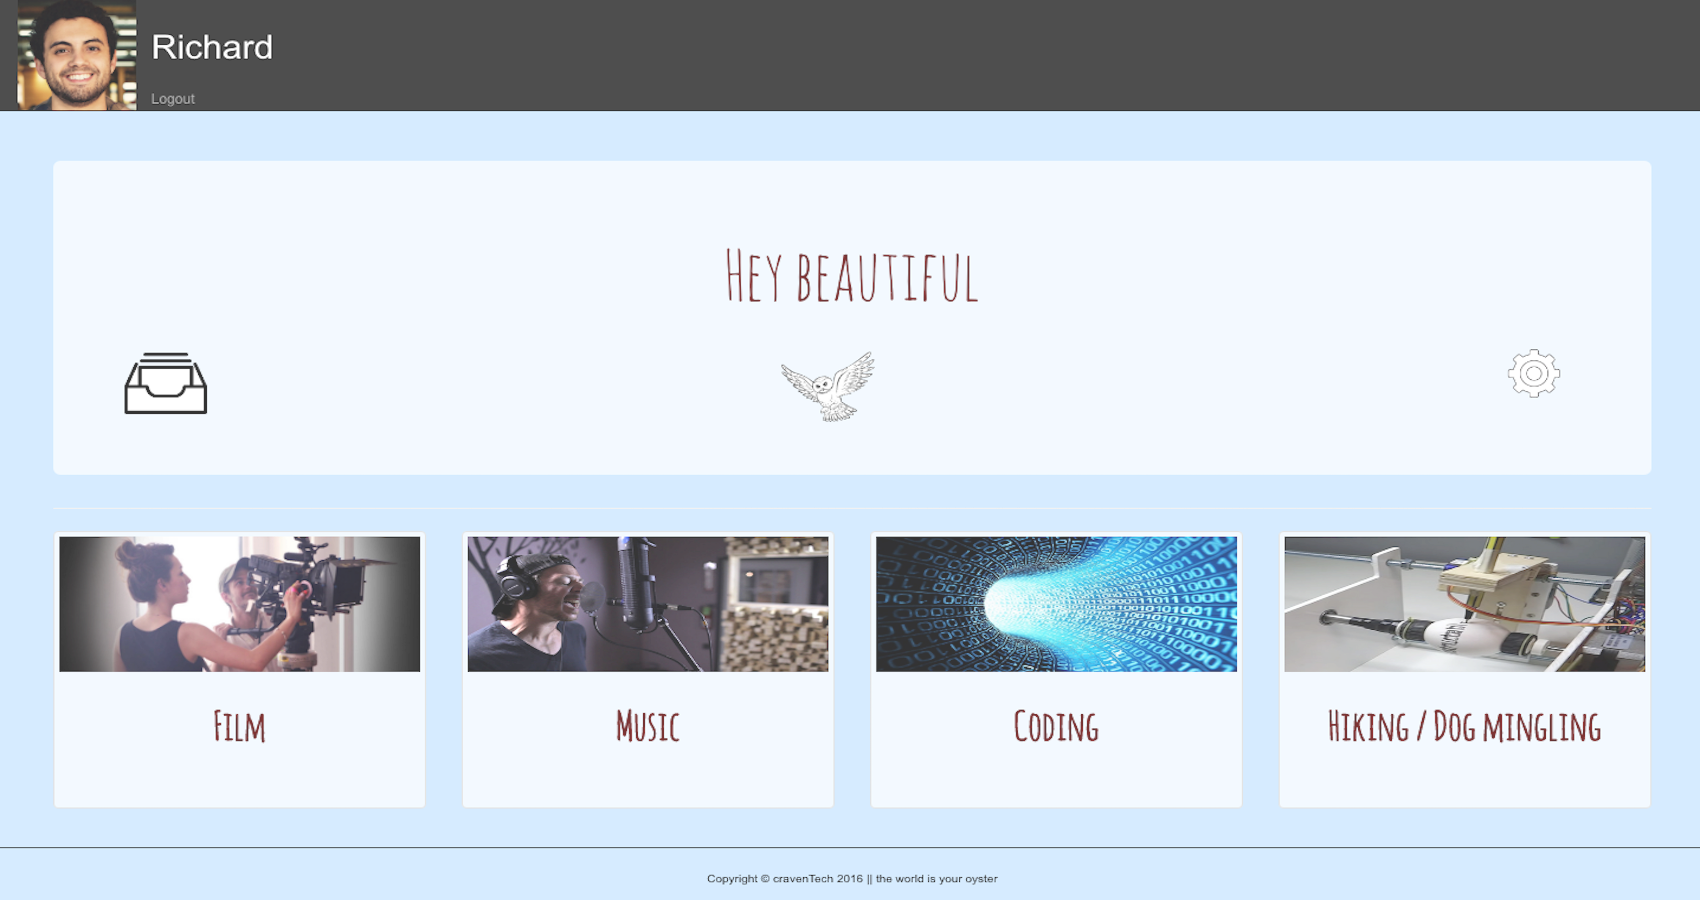 Richard
Logout
Hey beautiful
Film
Music
Coding
Hiking / Dog mingling
Copyright © cravenTech 2016 || the world is your oyster